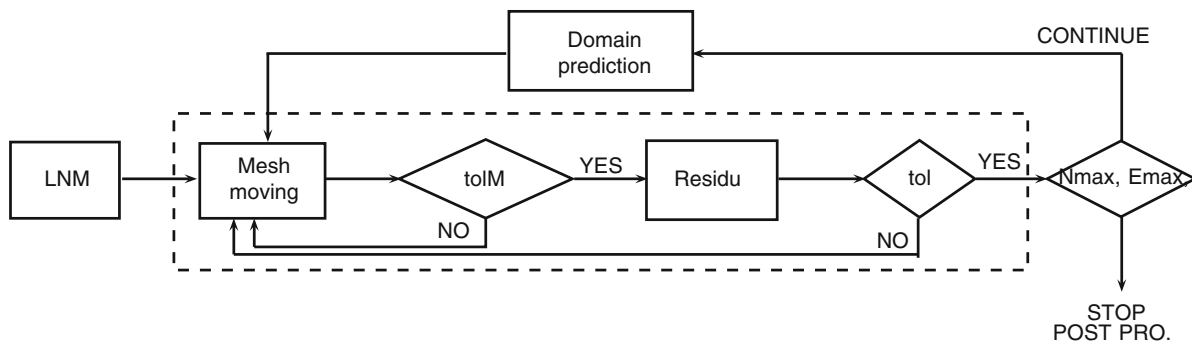 Domain
prediction
CONTINUE
LNM
Mesh
moving
tolM
YES
Residu
tol
YES
Nmax, Emax,
NO
NO
STOP
POST PRO.